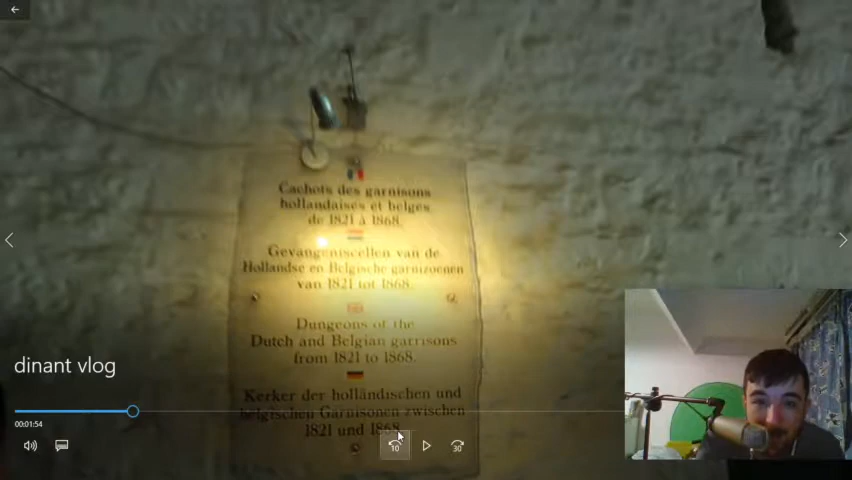 Cachots des garnisons
hollandaises et belges
de 1821 à 1868.
Gevangeniscellen van de
Hollandse en Belgische garnizoenen
van 1821 tot 1868.
Dungeons of the
Dutch and Belgian garrisons
from 1821 to 1868.
dinant vlog
Kerker der holländischen und
belgischen Garnisonen zwischen
1821 und 1868.
00:01:54
10
30